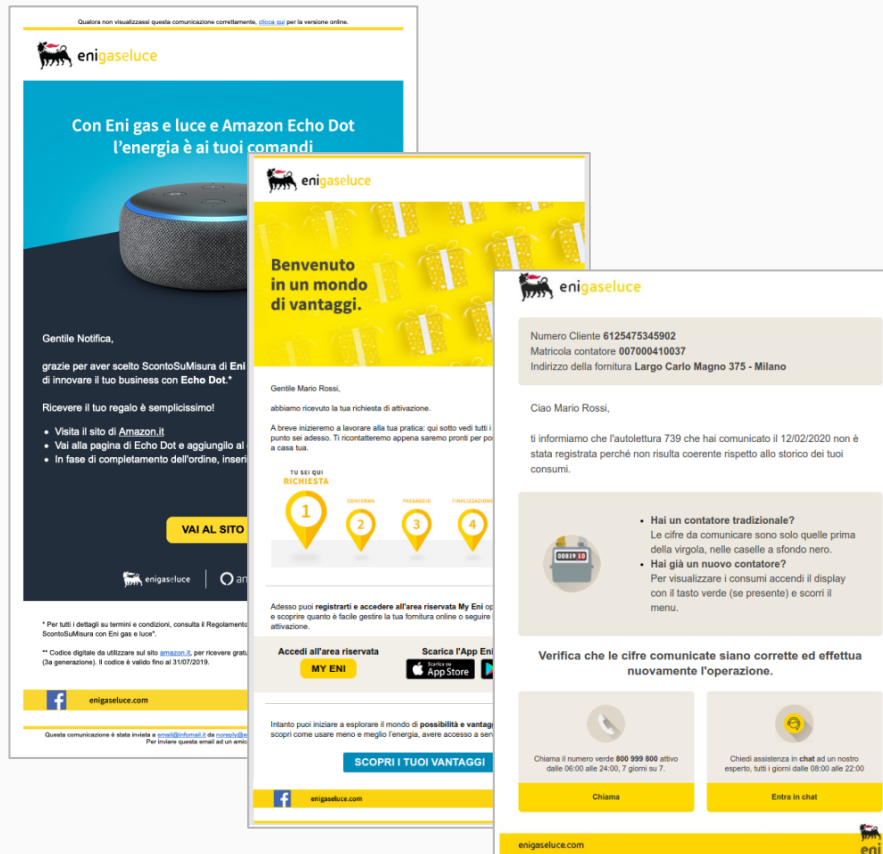 Qualora non visualizzassi questa comunicazione correttamente, clicca qui per la versione online.
enigaseluce
Con Eni gas e luce e Amazon Echo Dot
l'energia è ai tuoi comandi
Gentile Notifica,
grazie per aver scelto ScontoSuMisura di Eni
di innovare il tuo business con Echo Dot.*
Ricevere il tuo regalo è semplicissimo!
• Visita il sito di Amazon.it
• Vai alla pagina di Echo Dot e aggiungilo al
• In fase di completamento dell'ordine,
VAI AL SITO
enigaseluce
* Per tutti i dettagli su termini e condizioni, consulta il Regolamento
ScontoSuMisura con Eni gas e luce".
** Codice digitale da utilizzare sul sito amazon.it, per ricevere
(3a generazione). Il codice è valido fino al 31/07/2019.
enigaseluce.com
Questa comunicazione è stata inviata a email@infomail.it da
Per inviare questa email ad un
enigaseluce
Benvenuto
in un mondo
di vantaggi.
Gentile Mario Rossi,
abbiamo ricevuto la tua richiesta di attivazione.
A breve inizieremo a lavorare alla tua pratica: qui sotto vedi tutti i
punto sei adesso. Ti ricontatteremo appena saremo pronti per
a casa tua.
TU SEI QUI
RICHIESTA
PASSAGGIO
FINALIZZAZIONE
1
2
3
4
Adesso puoi registrarti e accedere all'area riservata My Eni
e scoprire quanto è facile gestire la tua fornitura online o seguire
attivazione.
Accedi all'area riservata
Scarica l'App Eni
MY ENI
Scarica su
App Store
Intanto puoi iniziare a esplorare il mondo di possibilità e
scopri come usare meno e meglio l'energia, avere accesso a
SCOPRI I TUOI VANTAGGI
enigaseluce.com
enigaseluce
Numero Cliente 6125475345902
Matricola contatore 007000410037
Indirizzo della fornitura Largo Carlo Magno 375 - Milano
Ciao Mario Rossi,
ti informiamo che l'autolettura 739 che hai comunicato il 12/02/2020 non è
stata registrata perché non risulta coerente rispetto allo storico dei tuoi
consumi.
• Hai un contatore tradizionale?
Le cifre da comunicare sono solo quelle prima
della virgola, nelle caselle a sfondo nero.
• Hai già un nuovo contatore?
Per visualizzare i consumi accendi il display
con il tasto verde (se presente) e scorri il
menu.
Verifica che le cifre comunicate siano corrette ed effettua
nuovamente l'operazione.
Chiama il numero verde 800 999 800 attivo
dalle 06:00 alle 24:00, 7 giorni su 7.
Chiama
Chiedi assistenza in chat ad un nostro
esperto, tutti i giorni dalle 08:00 alle 22:00
Entra in chat
enigaseluce.com
eni